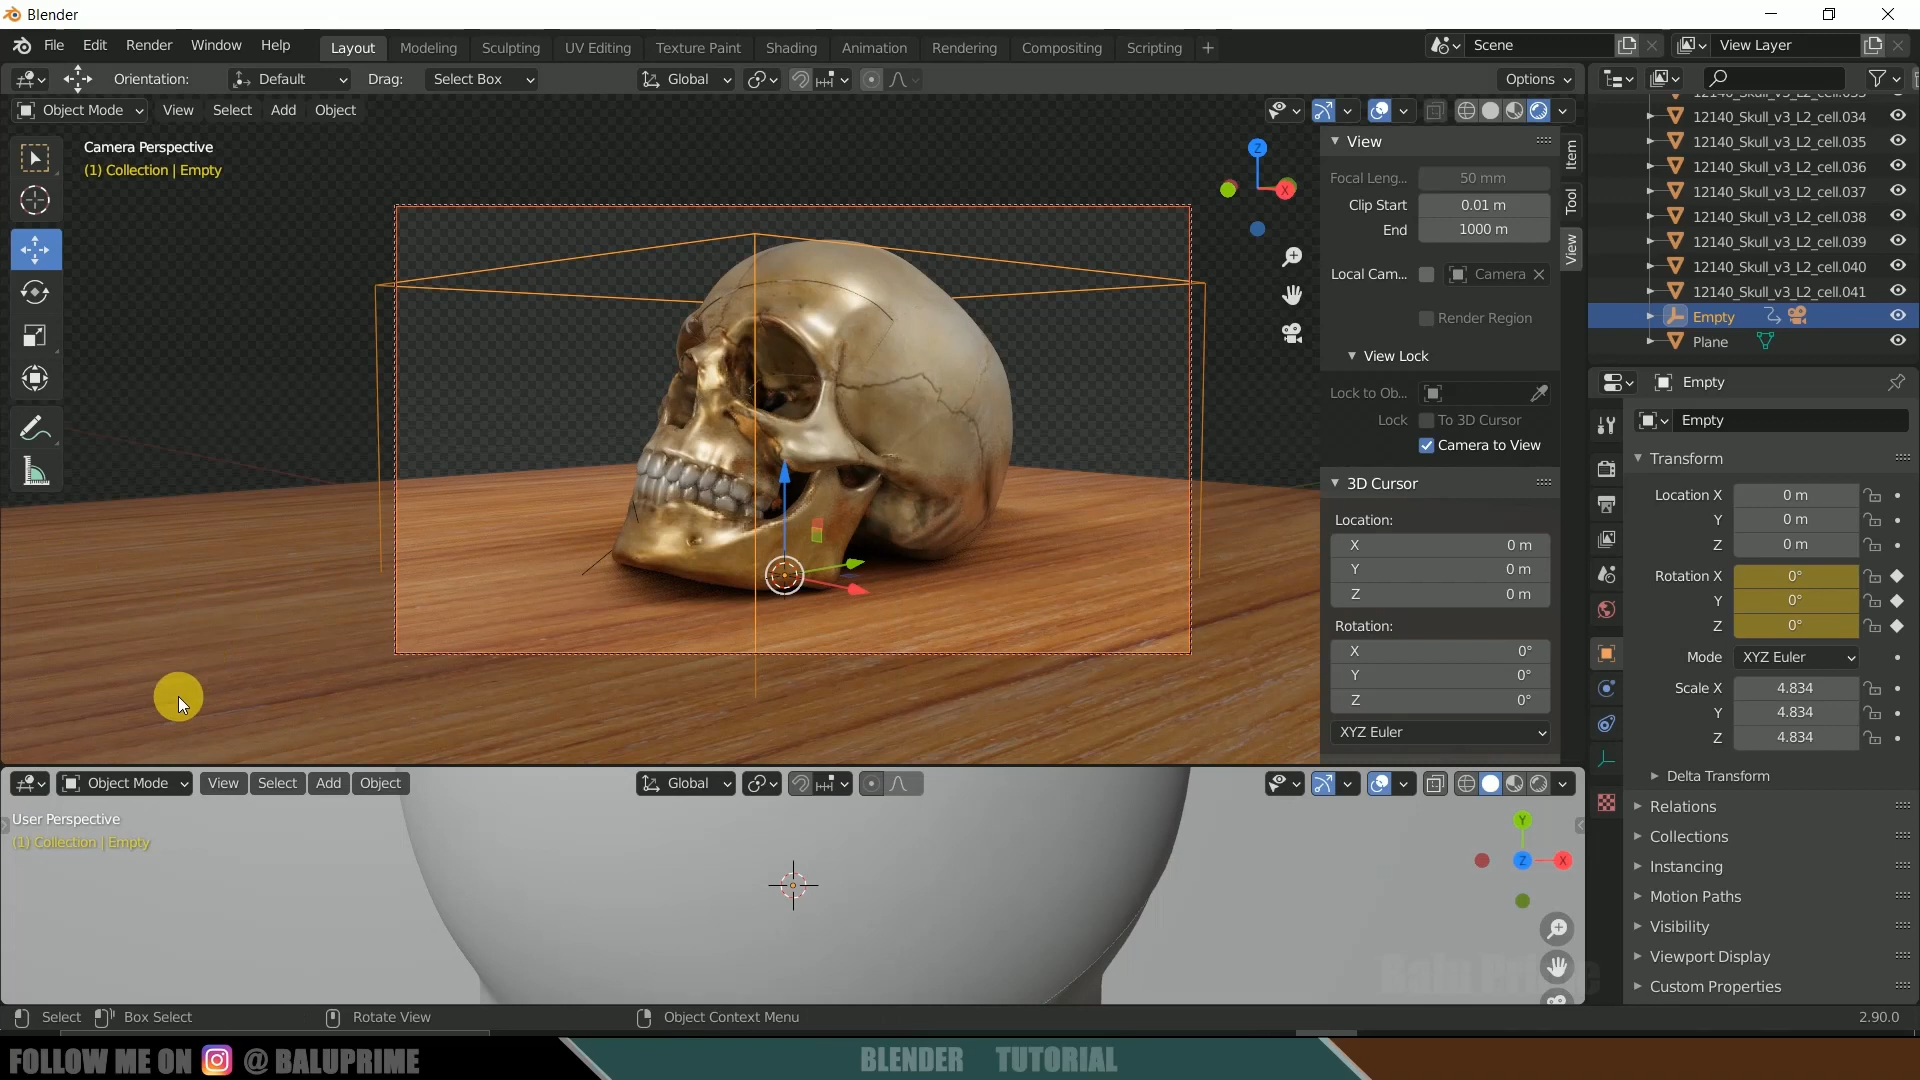 Blender
File Edit Render Window Help Layout Modeling Sculpting UV Editing Texture Paint Shading Animation Rendering Compositing Scripting + Scene View Layer
Orientation: Default Drag: Select Box Global Options
Object Mode View Select Add Object
Camera Perspective
(1) Collection | Empty
Z
X
View
Focal Leng... 50 mm
Clip Start 0.01 m
End 1000 m
Local Cam... Camera
Render Region
View Lock
Lock to Ob...
Lock To 3D Cursor
Camera to View
3D Cursor
Location:
X 0 m
Y 0 m
Z 0 m
Rotation:
X 0°
Y 0°
Z 0°
XYZ Euler
Item
Tool
View
12140_Skull_v3_L2_cell.033
12140_Skull_v3_L2_cell.034
12140_Skull_v3_L2_cell.035
12140_Skull_v3_L2_cell.036
12140_Skull_v3_L2_cell.037
12140_Skull_v3_L2_cell.038
12140_Skull_v3_L2_cell.039
12140_Skull_v3_L2_cell.040
12140_Skull_v3_L2_cell.041
Empty
Plane
Empty
Empty
Transform
Location X 0 m
Y 0 m
Z 0 m
Rotation X 0°
Y 0°
Z 0°
Mode XYZ Euler
Scale X 4.834
Y 4.834
Z 4.834
Delta Transform
Relations
Collections
Instancing
Motion Paths
Visibility
Viewport Display
Custom Properties
Object Mode View Select Add Object Global
User Perspective
(1) Collection | Empty
Y
Z
X
Balu Prime
Select Box Select Rotate View Object Context Menu 2.90.0
FOLLOW ME ON @ BALUPRIME BLENDER TUTORIAL